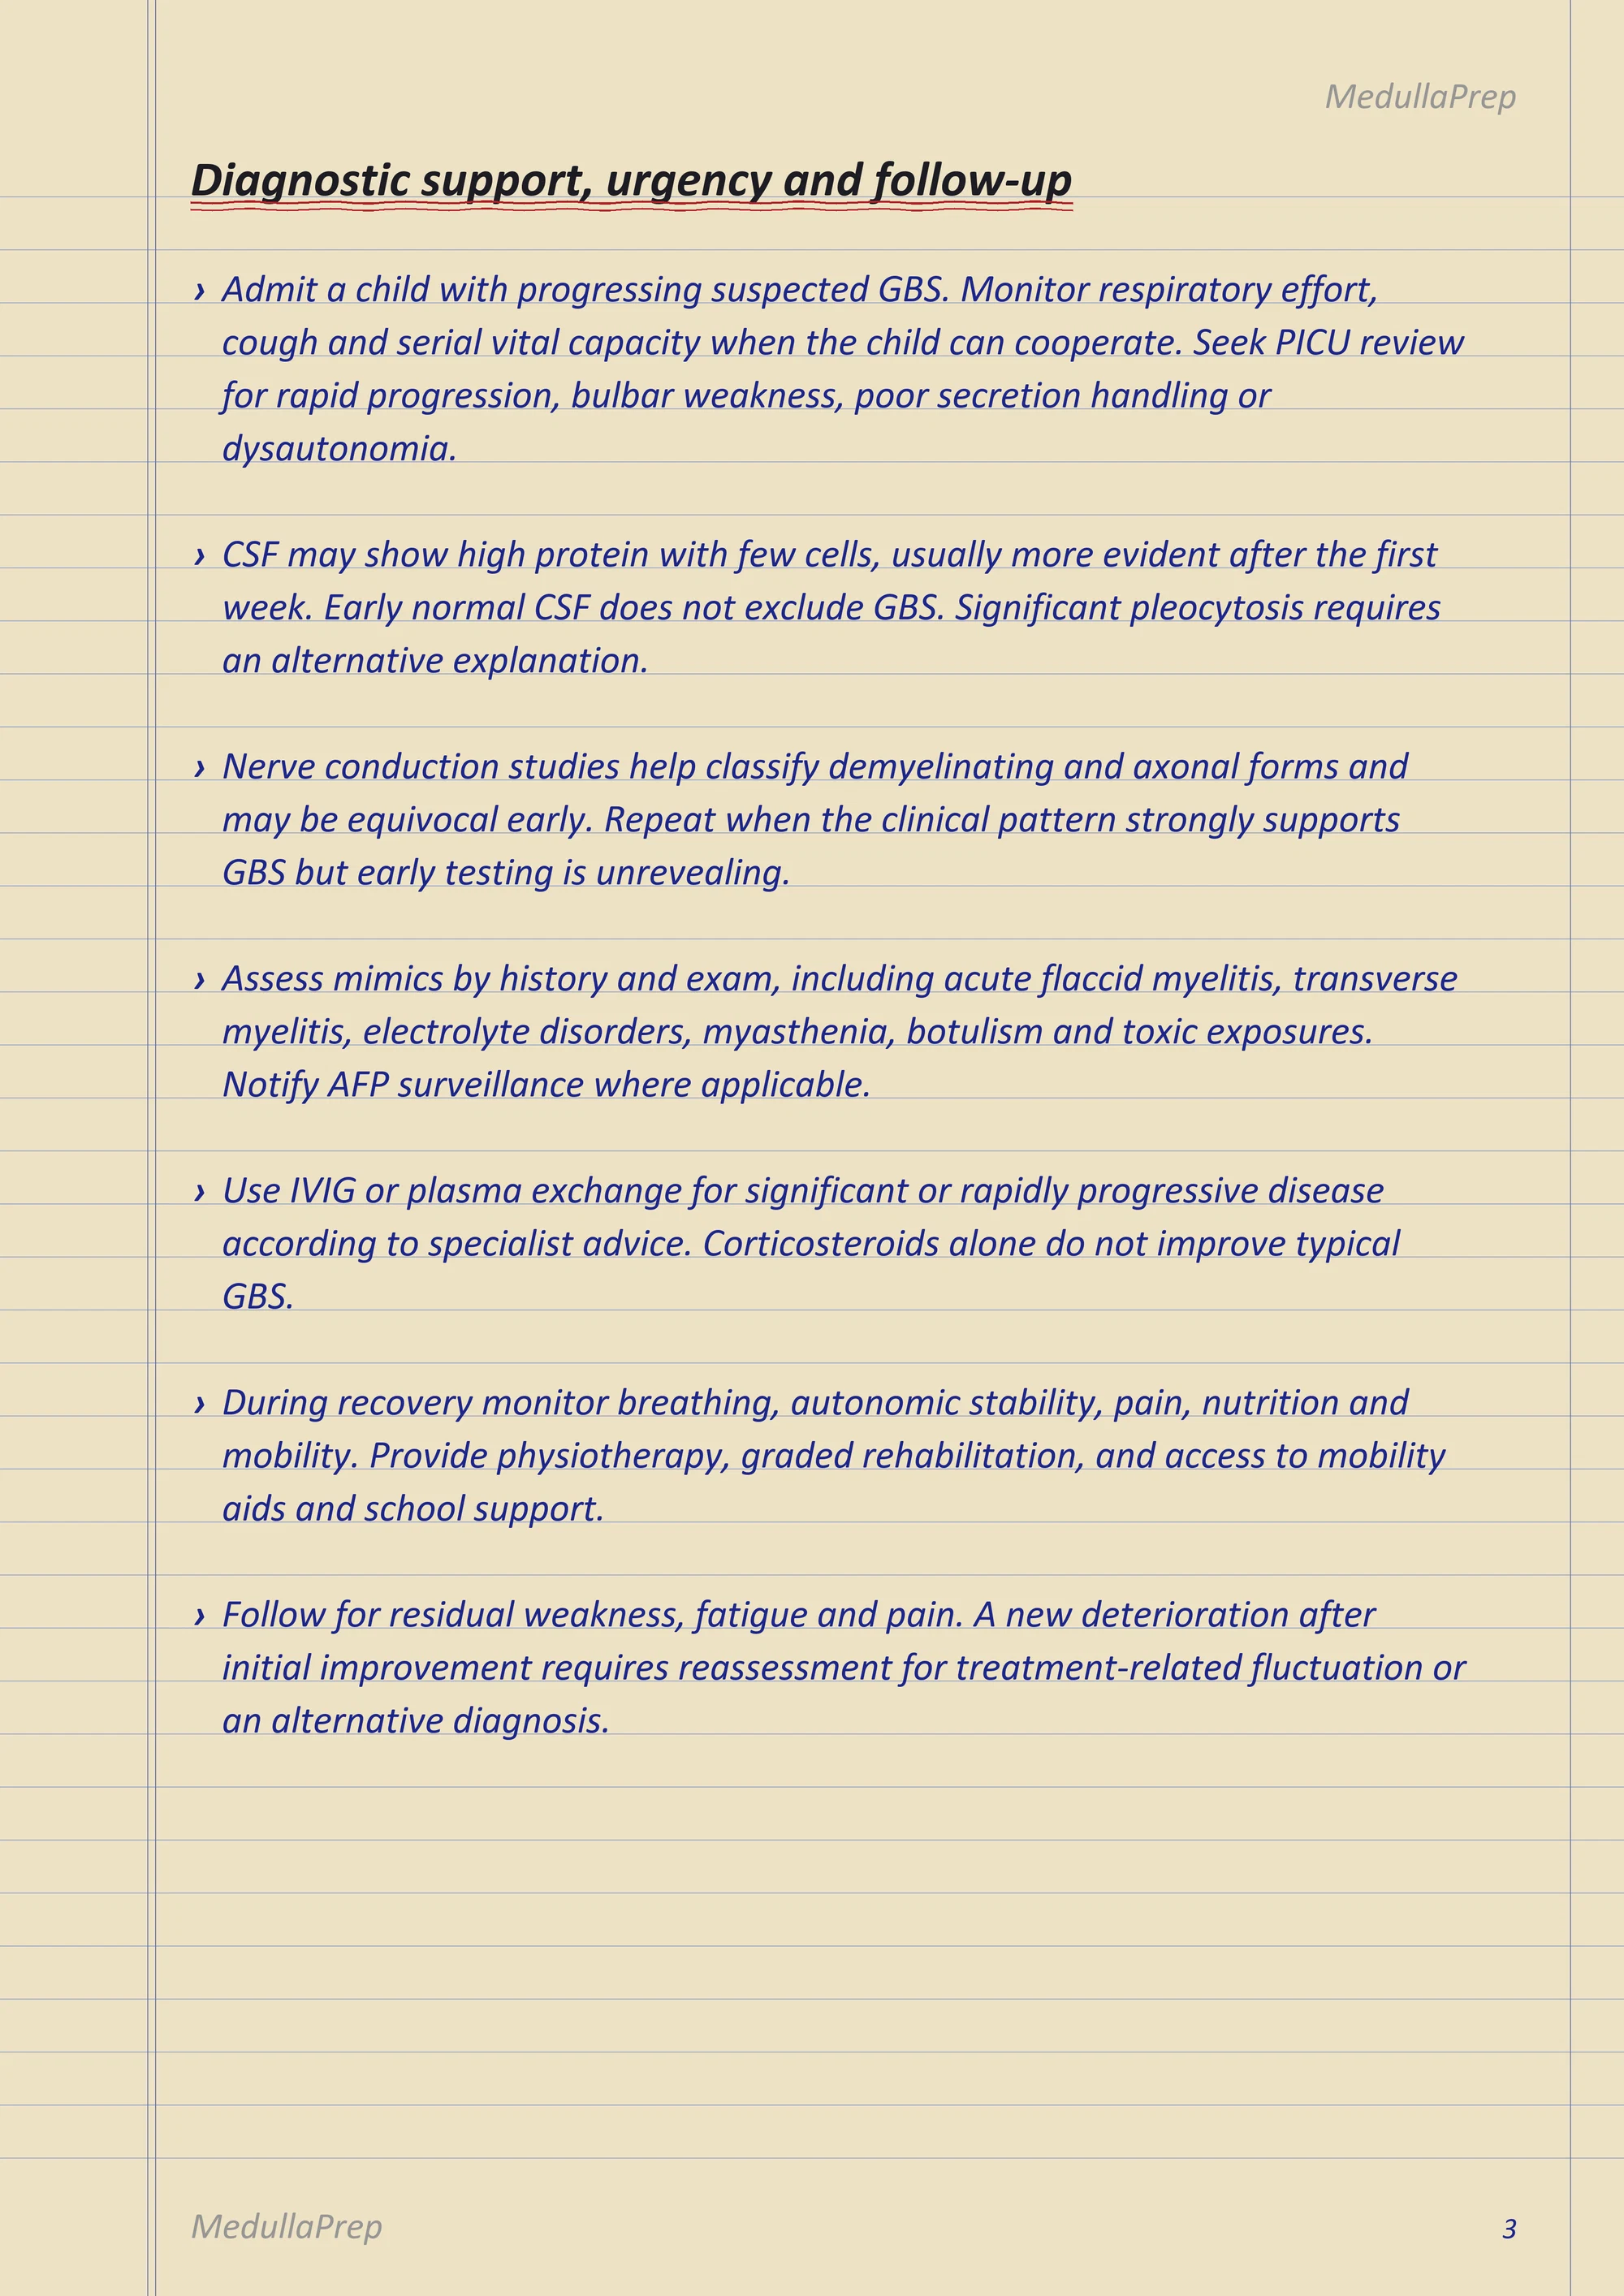 MedullaPrep
Diagnostic support, urgency and follow-up
› Admit a child with progressing suspected GBS. Monitor respiratory effort,
cough and serial vital capacity when the child can cooperate. Seek PICU review
for rapid progression, bulbar weakness, poor secretion handling or
dysautonomia.
› CSF may show high protein with few cells, usually more evident after the first
week. Early normal CSF does not exclude GBS. Significant pleocytosis requires
an alternative explanation.
› Nerve conduction studies help classify demyelinating and axonal forms and
may be equivocal early. Repeat when the clinical pattern strongly supports
GBS but early testing is unrevealing.
› Assess mimics by history and exam, including acute flaccid myelitis, transverse
myelitis, electrolyte disorders, myasthenia, botulism and toxic exposures.
Notify AFP surveillance where applicable.
› Use IVIG or plasma exchange for significant or rapidly progressive disease
according to specialist advice. Corticosteroids alone do not improve typical
GBS.
› During recovery monitor breathing, autonomic stability, pain, nutrition and
mobility. Provide physiotherapy, graded rehabilitation, and access to mobility
aids and school support.
› Follow for residual weakness, fatigue and pain. A new deterioration after
initial improvement requires reassessment for treatment-related fluctuation or
an alternative diagnosis.
MedullaPrep
3